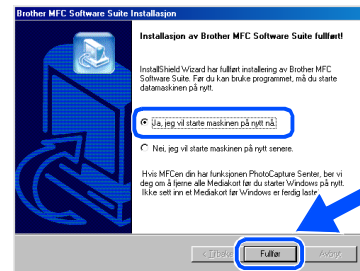 Brother MFC Software Suite Installasjon
Installasjon av Brother MFC Software Suite fullført!
InstallShield Wizard har fullført installering av Brother MFC
Software Suite. Før du kan bruke programmet, må du starte
datamaskinen på nytt.
Ja, jeg vil starte maskinen på nytt nå.
Nei, jeg vil starte maskinen på nytt senere.
Hvis MFCen din har funksjonen PhotoCapture Senter, ber vi
deg om å fjerne alle Mediakort før du starter Windows på nytt.
Ikke sett inn et Mediakort før Windows er ferdig laste
< Tilbake Fullfør Avbryt